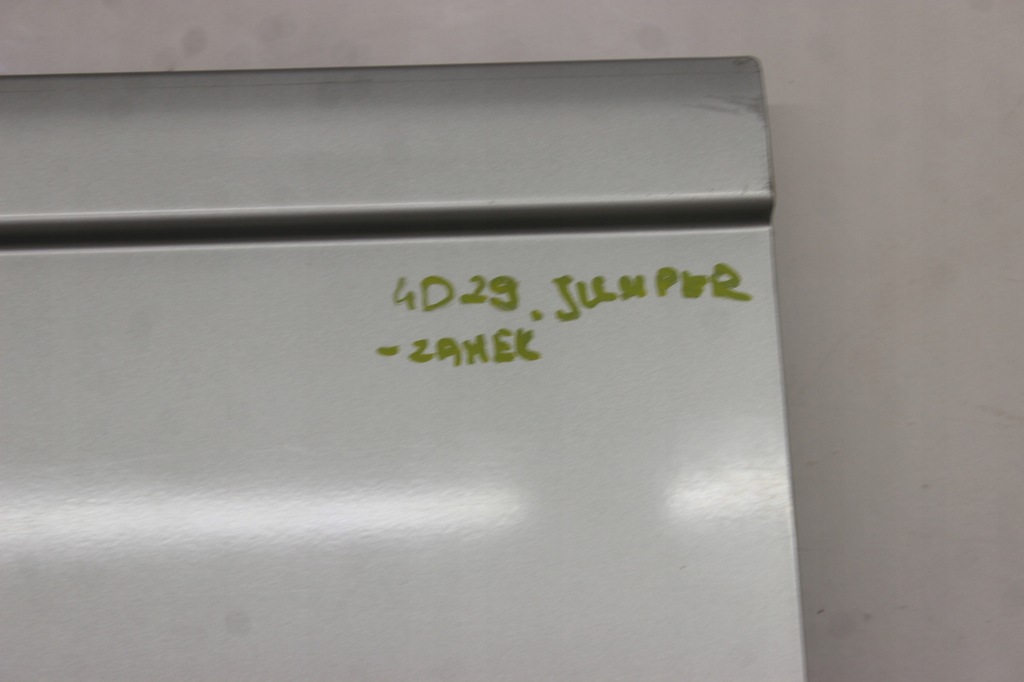 4D29. JUMPER
- ZAMEK